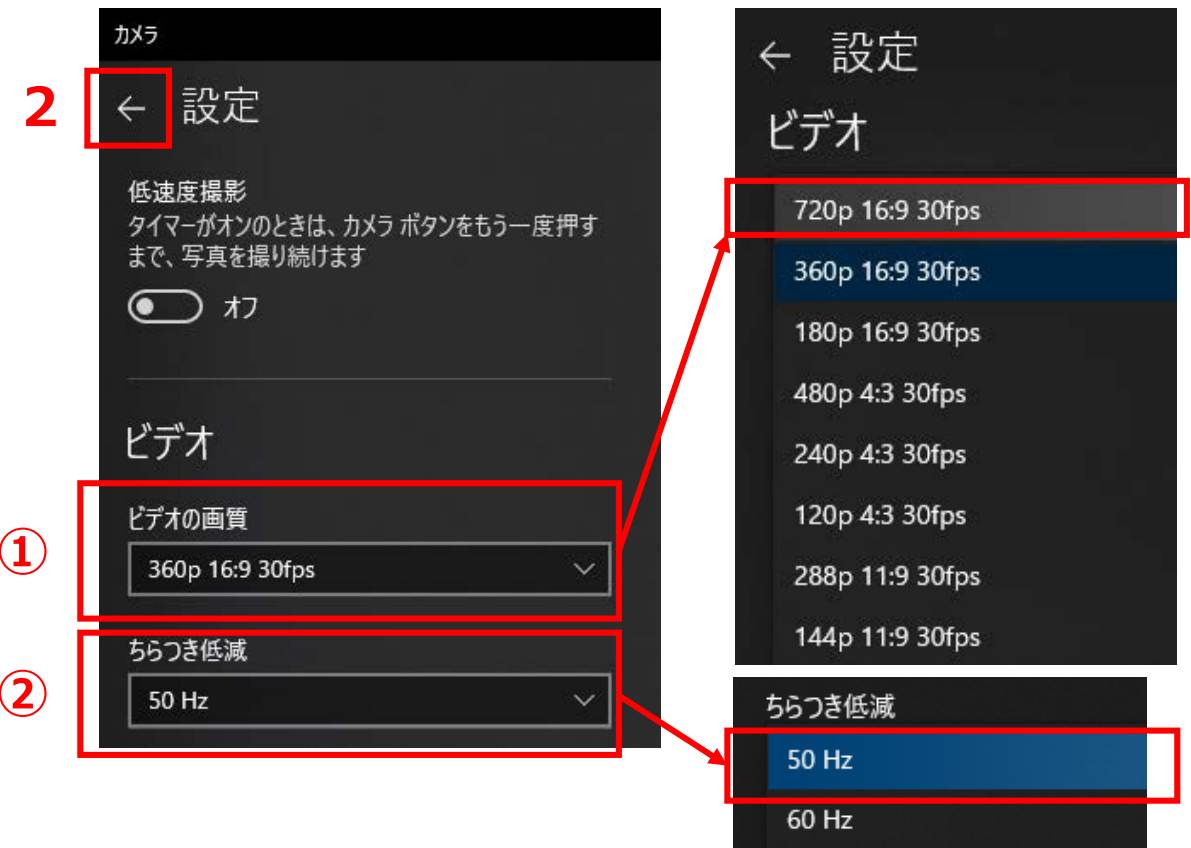 カメラ
2
← 設定
低速度撮影
タイマーがオンのときは、カメラ ボタンをもう一度押す
まで、写真を撮り続けます
オフ
ビデオ
①
ビデオの画質
360p 16:9 30fps
②
ちらつき低減
50 Hz
← 設定
ビデオ
720p 16:9 30fps
360p 16:9 30fps
180p 16:9 30fps
480p 4:3 30fps
240p 4:3 30fps
120p 4:3 30fps
288p 11:9 30fps
144p 11:9 30fps
ちらつき低減
50 Hz
60 Hz